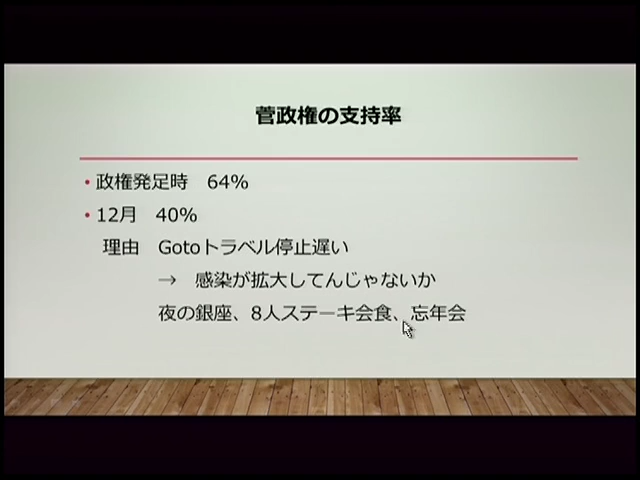 菅政権の支持率
• 政権発足時　64%
• 12月　40%
理由　Gotoトラベル停止遅い
→　感染が拡大してんじゃないか
夜の銀座、8人ステーキ会食、忘年会